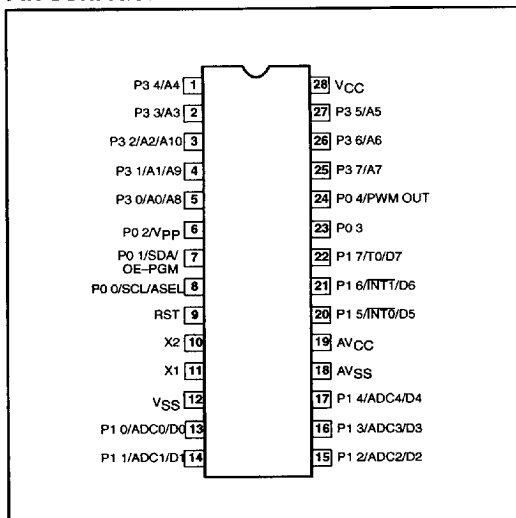 P3 4/A4 1
P3 3/A3 2
P3 2/A2/A10 3
P3 1/A1/A9 4
P3 0/A0/A8 5
P0 2/VPP 6
P0 1/SDA/
OE–PGM 7
P0 0/SCL/ASEL 8
RST 9
X2 10
X1 11
VSS 12
P1 0/ADC0/D0 13
P1 1/ADC1/D1 14
28 VCC
27 P3 5/A5
26 P3 6/A6
25 P3 7/A7
24 P0 4/PWM OUT
23 P0 3
22 P1 7/T0/D7
21 P1 6/INT1/D6
20 P1 5/INT0/D5
19 AVCC
18 AVSS
17 P1 4/ADC4/D4
16 P1 3/ADC3/D3
15 P1 2/ADC2/D2